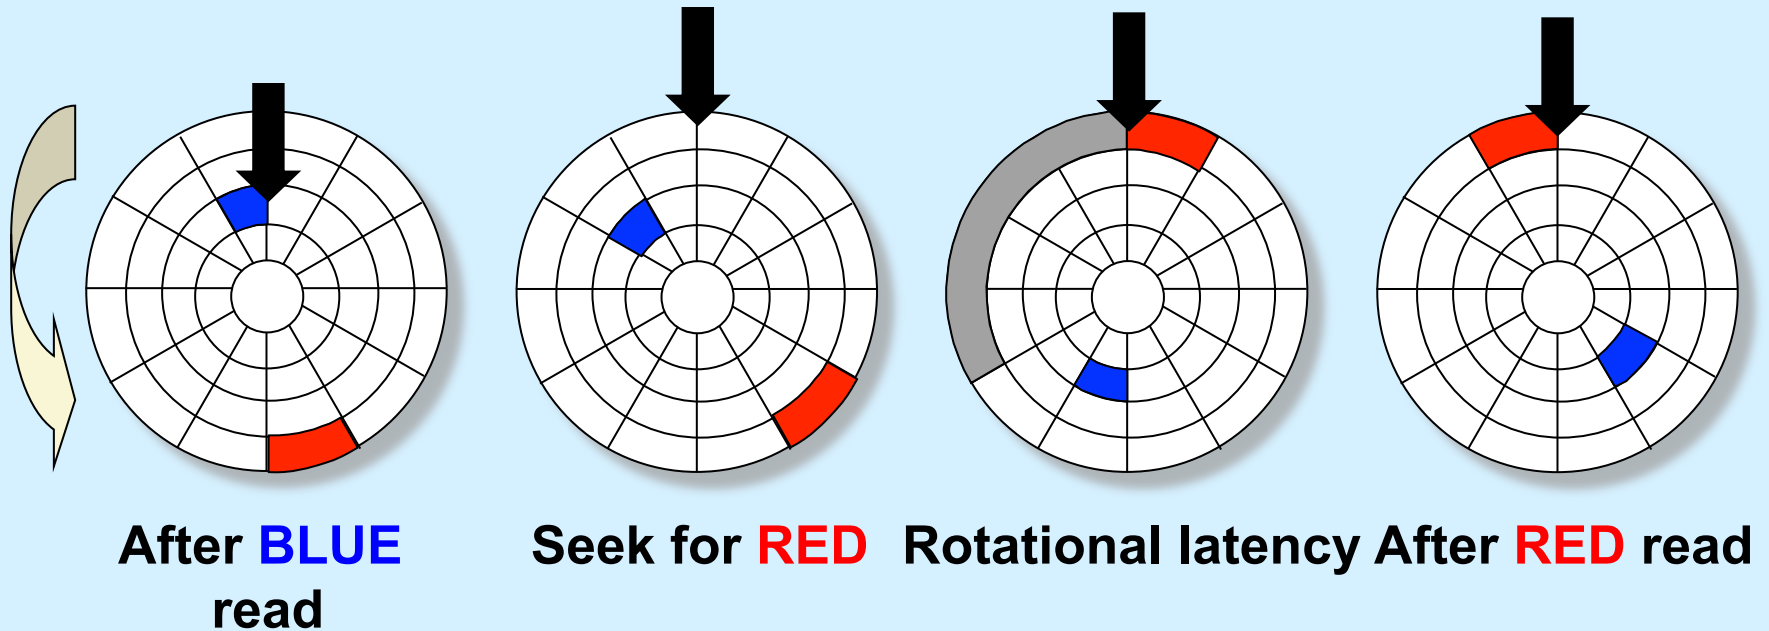 After BLUE
read
Seek for RED
Rotational latency
After RED read